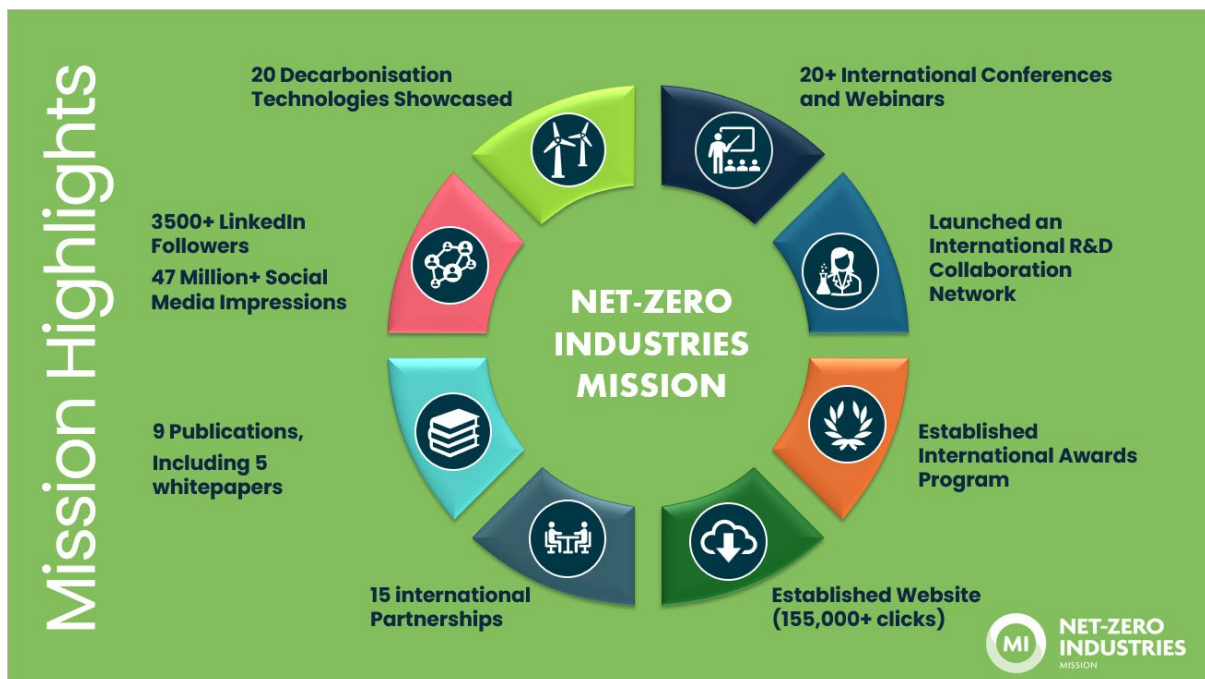 Mission Highlights
20 Decarbonisation
Technologies Showcased
20+ International Conferences
and Webinars
3500+ LinkedIn
Followers
47 Million+ Social
Media Impressions
Launched an
International R&D
Collaboration
Network
NET-ZERO
INDUSTRIES
MISSION
9 Publications,
Including 5
whitepapers
Established
International Awards
Program
15 international
Partnerships
Established Website
(155,000+ clicks)
MI
NET-ZERO
INDUSTRIES
MISSION